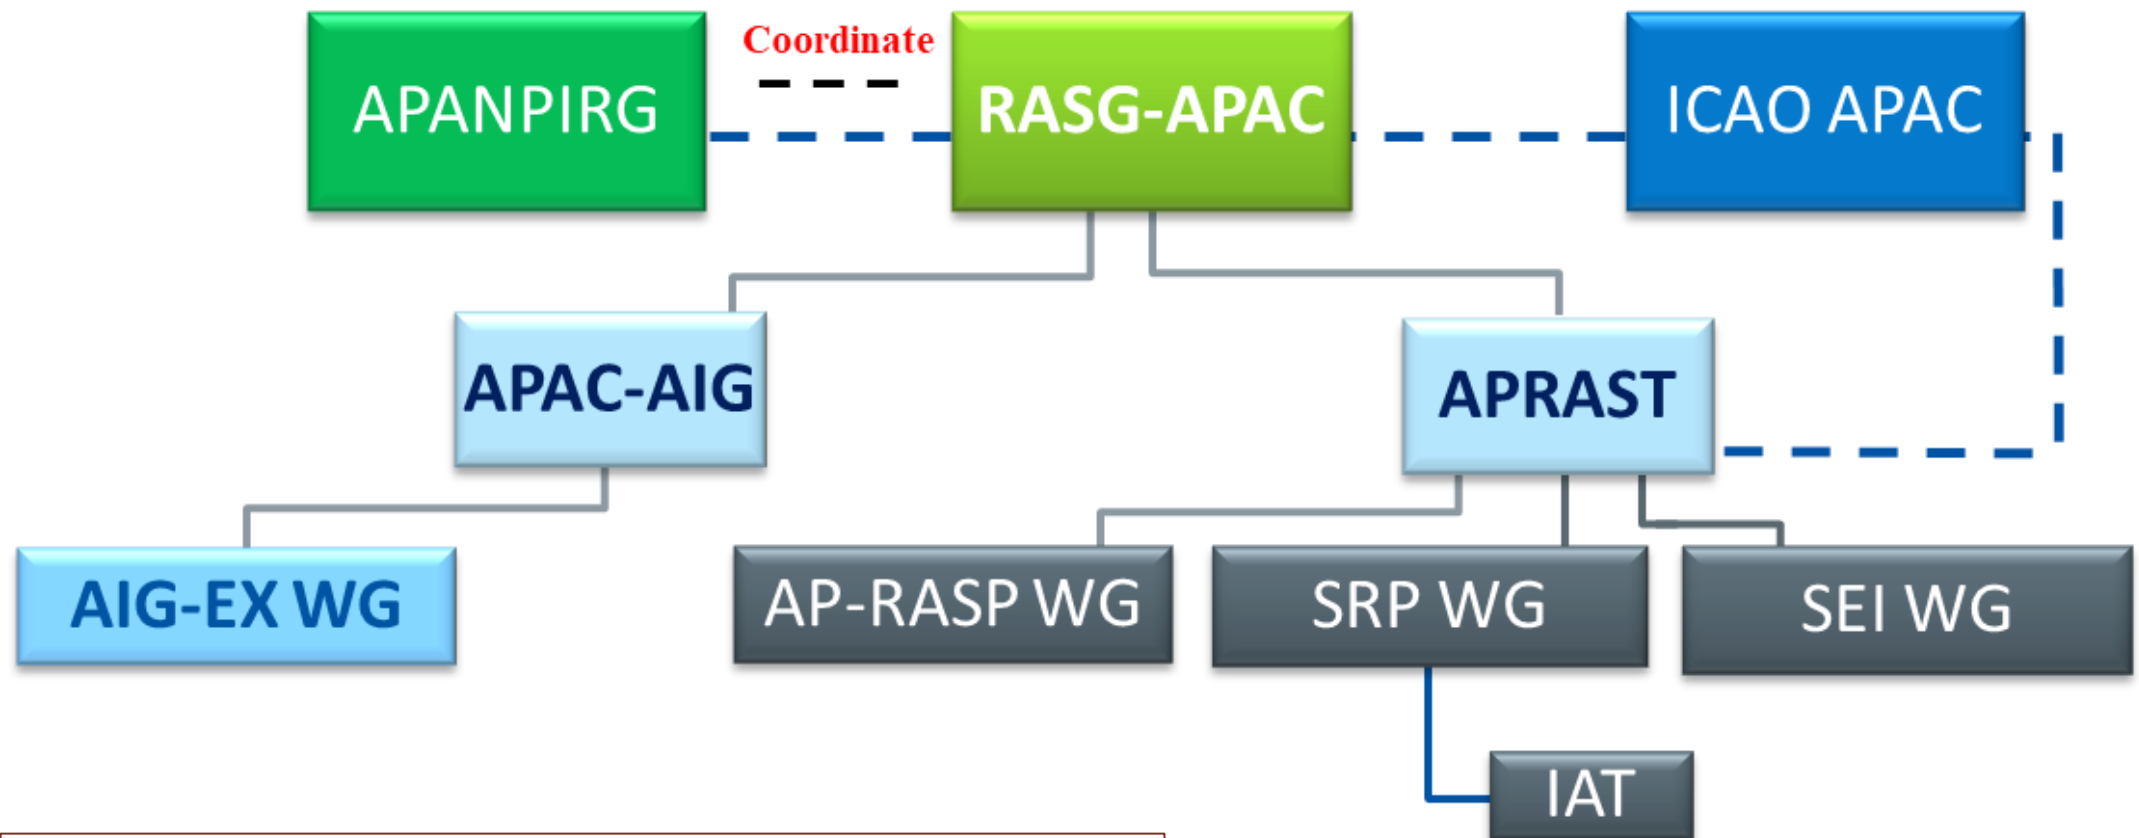 Coordinate
APANPIRG
RASG-APAC
ICAO APAC
APAC-AIG
APRAST
AIG-EX WG
AP-RASP WG
SRP WG
SEI WG
IAT